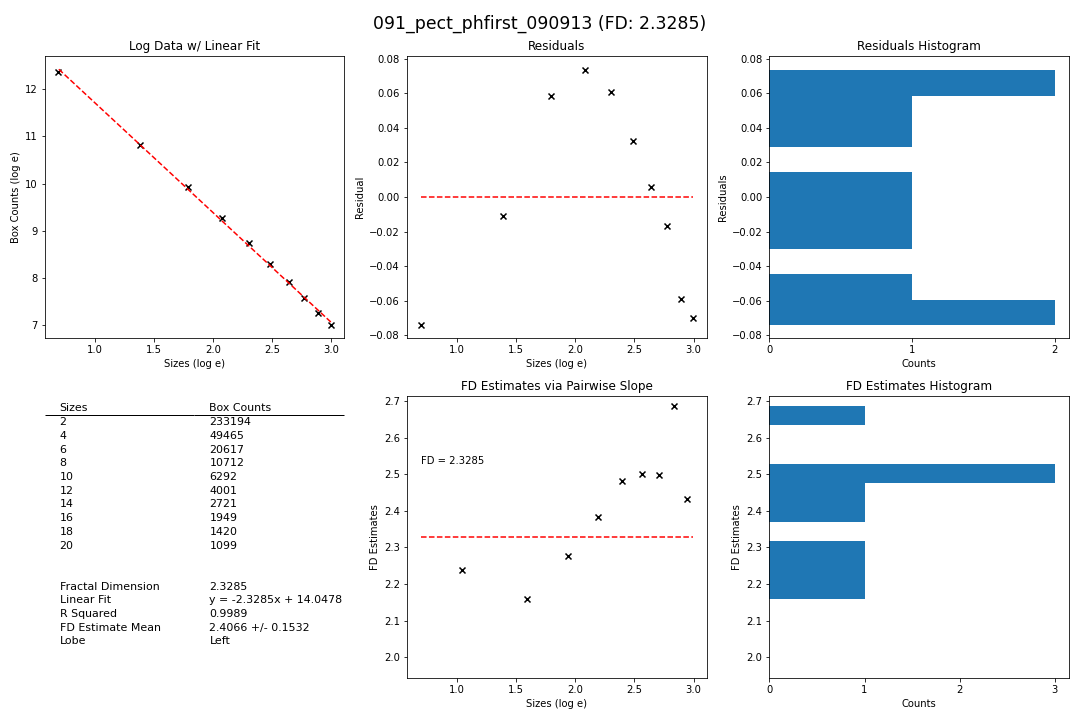 091_pect_phfirst_090913 (FD: 2.3285)
Log Data w/ Linear Fit
Box Counts (log e)
12
11
10
9
8
7
1.0 1.5 2.0 2.5 3.0
Sizes (log e)
Residuals
Residual
0.08
0.06
0.04
0.02
0.00
−0.02
−0.04
−0.06
−0.08
1.0 1.5 2.0 2.5 3.0
Sizes (log e)
Residuals Histogram
Residuals
0.08
0.06
0.04
0.02
0.00
−0.02
−0.04
−0.06
−0.08
0 1 2
Counts
Sizes Box Counts
2 233194
4 49465
6 20617
8 10712
10 6292
12 4001
14 2721
16 1949
18 1420
20 1099
Fractal Dimension 2.3285
Linear Fit y = -2.3285x + 14.0478
R Squared 0.9989
FD Estimate Mean 2.4066 +/- 0.1532
Lobe Left
FD Estimates via Pairwise Slope
FD Estimates
2.7
2.6
2.5
2.4
2.3
2.2
2.1
2.0
FD = 2.3285
1.0 1.5 2.0 2.5 3.0
Sizes (log e)
FD Estimates Histogram
FD Estimates
2.7
2.6
2.5
2.4
2.3
2.2
2.1
2.0
0 1 2 3
Counts